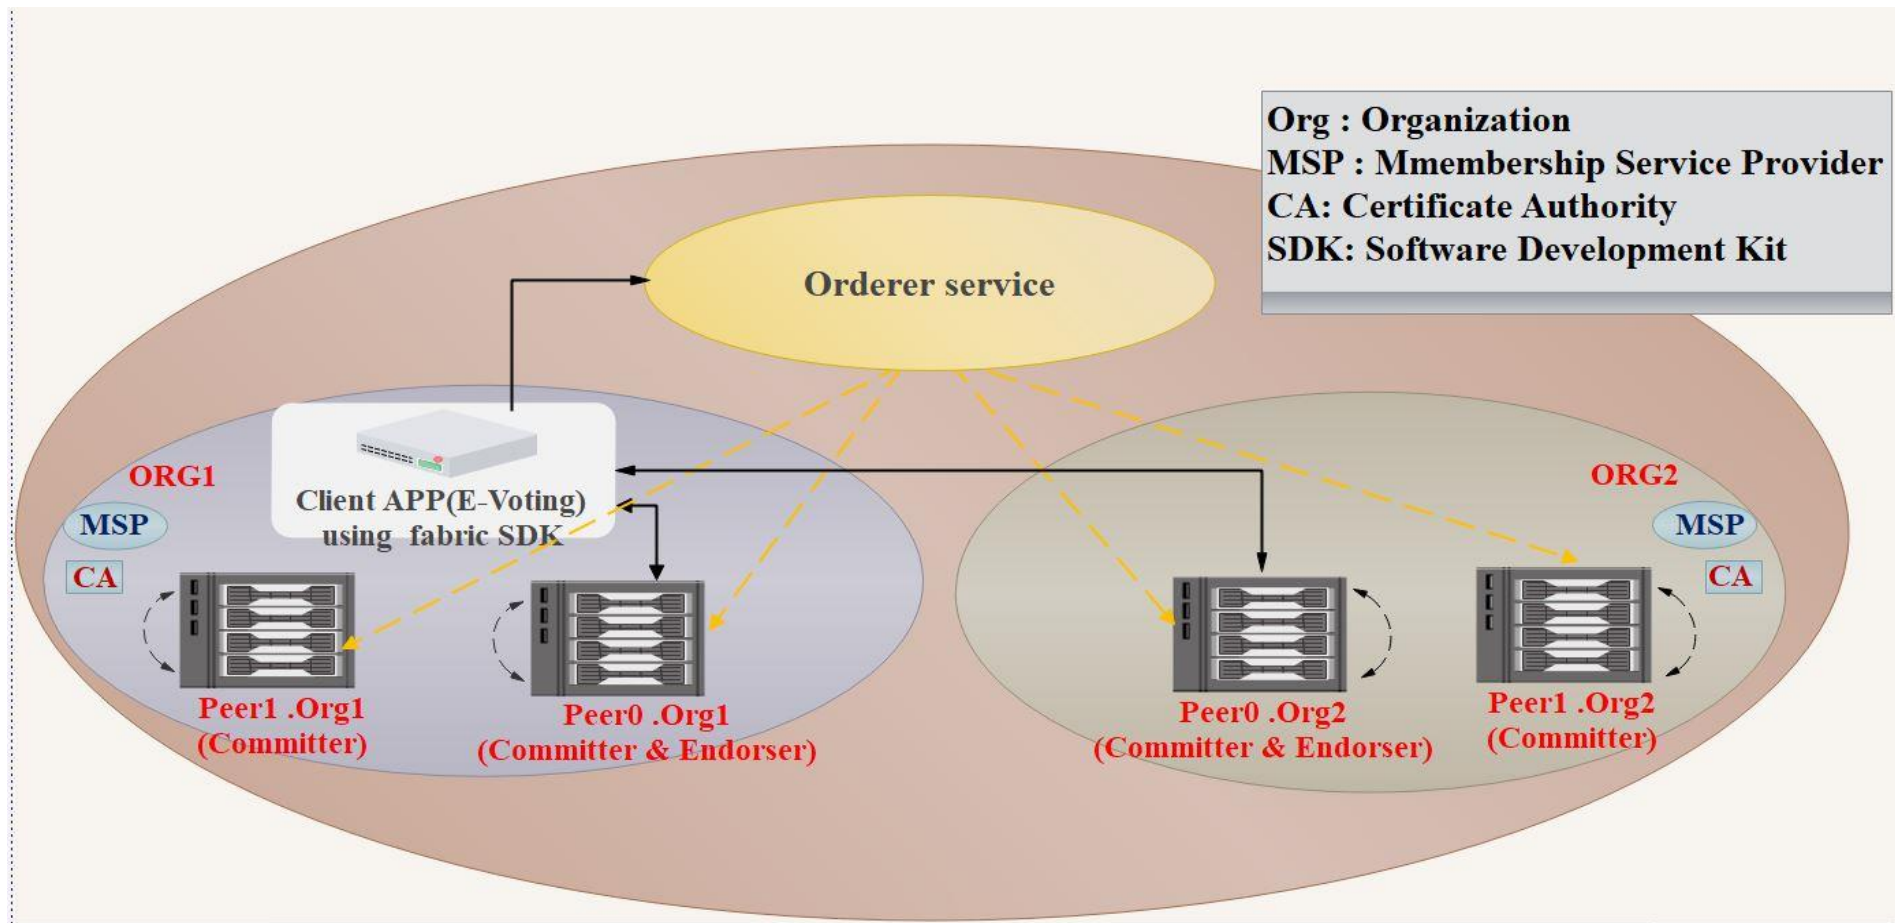 Org : Organization
MSP : Mmembership Service Provider
CA: Certificate Authority
SDK: Software Development Kit
Orderer service
ORG1
MSP
CA
Client APP(E-Voting)
using fabric SDK
Peer1 .Org1
(Committer)
Peer0 .Org1
(Committer & Endorser)
ORG2
MSP
CA
Peer0 .Org2
(Committer & Endorser)
Peer1 .Org2
(Committer)